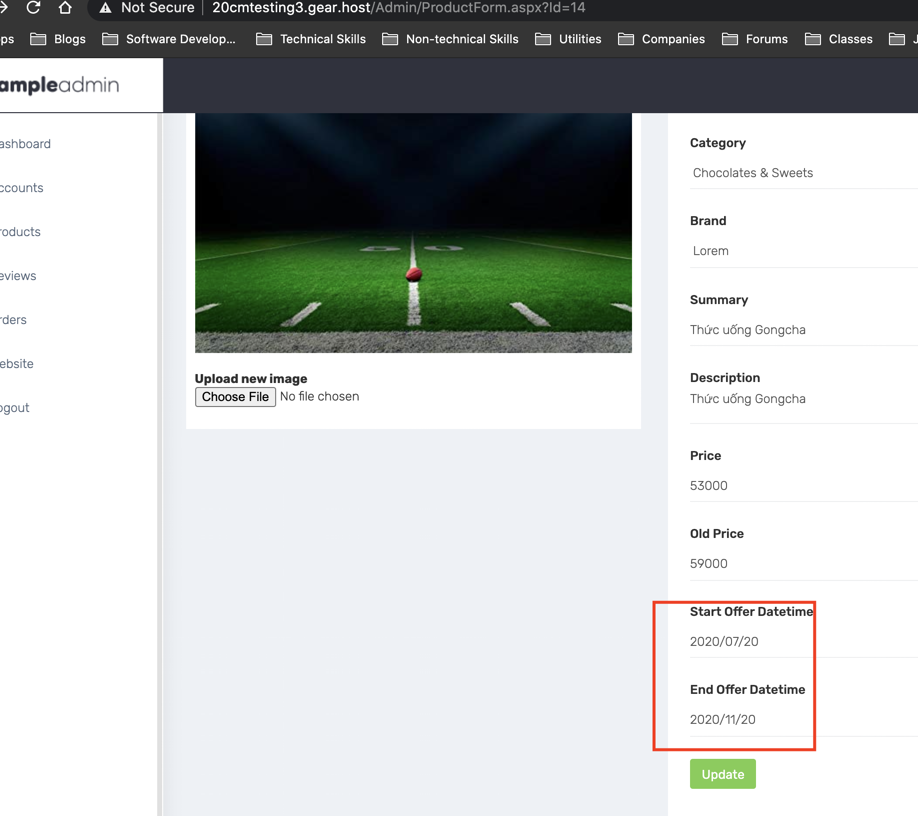 Not Secure 20cmtesting3.gear.host/Admin/ProductForm.aspx?Id=14
ps Blogs Software Develop... Technical Skills Non-technical Skills Utilities Companies Forums Classes J
ampleadmin
ashboard
ccounts
roducts
eviews
rders
ebsite
ogout
5 0
Upload new image
Choose File No file chosen
Category
Chocolates & Sweets
Brand
Lorem
Summary
Thức uống Gongcha
Description
Thức uống Gongcha
Price
53000
Old Price
59000
Start Offer Datetime
2020/07/20
End Offer Datetime
2020/11/20
Update